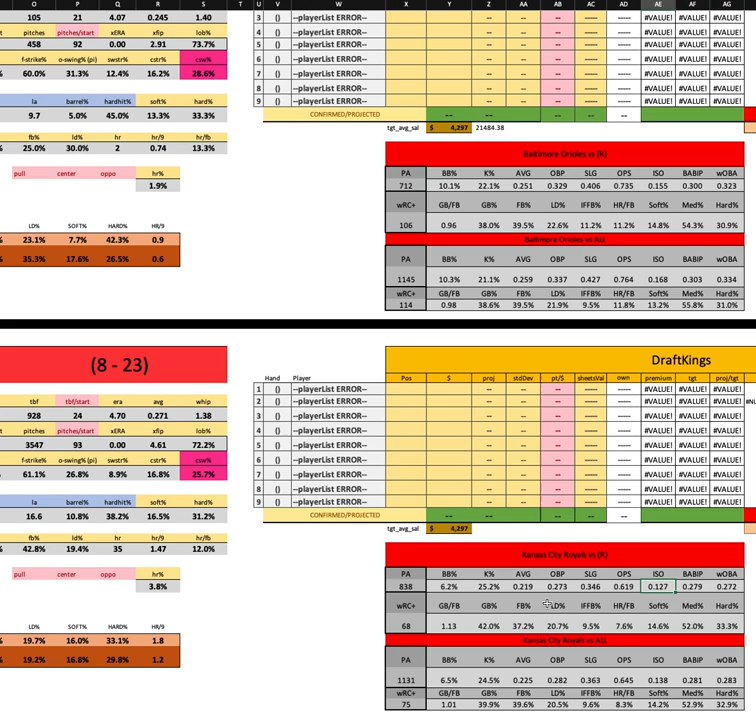 O P Q R S T U V W X Y Z AA AB AC AD AE AF AG
105 21 4.07 0.245 1.40
pitches pitches/start xERA xfip lob%
458 92 0.00 2.91 73.7%
f-strike% o-swing% (pi) swstr% cstr% csw%
60.0% 31.3% 12.4% 16.2% 28.6%
la barrel% hardhit% soft% hard%
9.7 5.0% 45.0% 13.3% 33.3%
fb% ld% hr hr/9 hr/fb
25.0% 30.0% 2 0.74 13.3%
pull center oppo hr%
1.9%
LD% SOFT% HARD% HR/9
23.1% 7.7% 42.3% 0.9
35.3% 17.6% 26.5% 0.6
3 () --playerList ERROR-- -- -- -- ----- ----- #VALUE! #VALUE! #VALUE!
4 () --playerList ERROR-- -- -- -- ----- ----- #VALUE! #VALUE! #VALUE!
5 () --playerList ERROR-- -- -- -- ----- ----- #VALUE! #VALUE! #VALUE!
6 () --playerList ERROR-- -- -- -- ----- ----- #VALUE! #VALUE! #VALUE!
7 () --playerList ERROR-- -- -- -- ----- ----- #VALUE! #VALUE! #VALUE!
8 () --playerList ERROR-- -- -- -- ----- ----- #VALUE! #VALUE! #VALUE!
9 () --playerList ERROR-- -- -- -- ----- ----- #VALUE! #VALUE! #VALUE!
CONFIRMED/PROJECTED -- -- -- -- --
tgt_avg_sal $ 4,297 21484.38
Baltimore Orioles vs (R)
PA BB% K% AVG OBP SLG OPS ISO BABIP wOBA
712 10.1% 22.1% 0.251 0.329 0.406 0.735 0.155 0.300 0.323
wRC+ GB/FB GB% FB% LD% IFFB% HR/FB Soft% Med% Hard%
106 0.96 38.0% 39.5% 22.6% 11.2% 11.2% 14.8% 54.3% 30.9%
Baltimore Orioles vs ALL
PA BB% K% AVG OBP SLG OPS ISO BABIP wOBA
1145 10.3% 21.1% 0.259 0.337 0.427 0.764 0.168 0.303 0.334
wRC+ GB/FB GB% FB% LD% IFFB% HR/FB Soft% Med% Hard%
114 0.98 38.6% 39.5% 21.9% 9.5% 11.8% 13.2% 55.8% 31.0%
(8 - 23)
tbf tbf/start era avg whip
928 24 4.70 0.271 1.38
pitches pitches/start xERA xfip lob%
3547 93 0.00 4.61 72.2%
f-strike% o-swing% (pi) swstr% cstr% csw%
61.1% 26.8% 8.9% 16.8% 25.7%
la barrel% hardhit% soft% hard%
16.6 10.8% 38.2% 16.5% 31.2%
fb% ld% hr hr/9 hr/fb
42.8% 19.4% 35 1.47 12.0%
pull center oppo hr%
3.8%
LD% SOFT% HARD% HR/9
19.7% 16.0% 33.1% 1.8
19.2% 16.8% 29.8% 1.2
DraftKings
Hand Player Pos $ proj stdDev pt/$ sheetsVal own premium tgt proj/tgt
1 () --playerList ERROR-- -- -- -- ----- ----- #VALUE! #VALUE! #VALUE!
2 () --playerList ERROR-- -- -- -- ----- ----- #VALUE! #VALUE! #VALUE!
3 () --playerList ERROR-- -- -- -- ----- ----- #VALUE! #VALUE! #VALUE!
4 () --playerList ERROR-- -- -- -- ----- ----- #VALUE! #VALUE! #VALUE!
5 () --playerList ERROR-- -- -- -- ----- ----- #VALUE! #VALUE! #VALUE!
6 () --playerList ERROR-- -- -- -- ----- ----- #VALUE! #VALUE! #VALUE!
7 () --playerList ERROR-- -- -- -- ----- ----- #VALUE! #VALUE! #VALUE!
8 () --playerList ERROR-- -- -- -- ----- ----- #VALUE! #VALUE! #VALUE!
9 () --playerList ERROR-- -- -- -- ----- ----- #VALUE! #VALUE! #VALUE!
CONFIRMED/PROJECTED -- -- -- -- --
tgt_avg_sal $ 4,297
Kansas City Royals vs (R)
PA BB% K% AVG OBP SLG OPS ISO BABIP wOBA
838 6.2% 25.2% 0.219 0.273 0.346 0.619 0.127 0.279 0.272
wRC+ GB/FB GB% FB% LD% IFFB% HR/FB Soft% Med% Hard%
68 1.13 42.0% 37.2% 20.7% 9.5% 7.6% 14.6% 52.0% 33.3%
Kansas City Royals vs ALL
PA BB% K% AVG OBP SLG OPS ISO BABIP wOBA
1131 6.5% 24.5% 0.225 0.282 0.363 0.645 0.138 0.281 0.283
wRC+ GB/FB GB% FB% LD% IFFB% HR/FB Soft% Med% Hard%
75 1.01 39.9% 39.6% 20.5% 9.6% 8.3% 14.2% 52.9% 32.9%